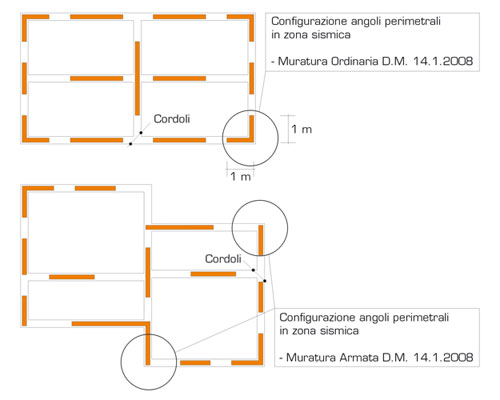 Configurazione angoli perimetrali
in zona sismica
- Muratura Ordinaria D.M. 14.1.2008
Cordoli
1 m
1 m
Cordoli
Configurazione angoli perimetrali
in zona sismica
- Muratura Armata D.M. 14.1.2008